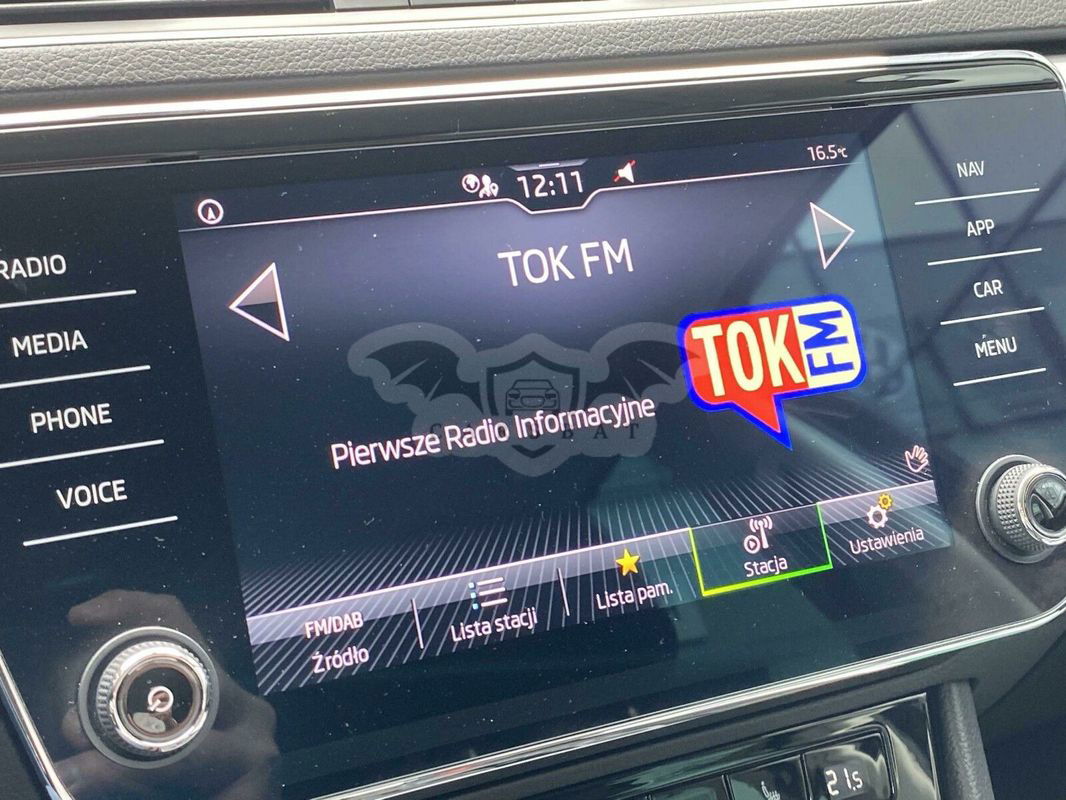 16.5°C
12:11
NAV
APP
CAR
MENU
RADIO
MEDIA
PHONE
VOICE
TOK FM
TOK FM
Pierwsze Radio Informacyjne
FM/DAB
Źródło
Lista stacji
Lista pam.
Stacja
Ustawienia
21.5